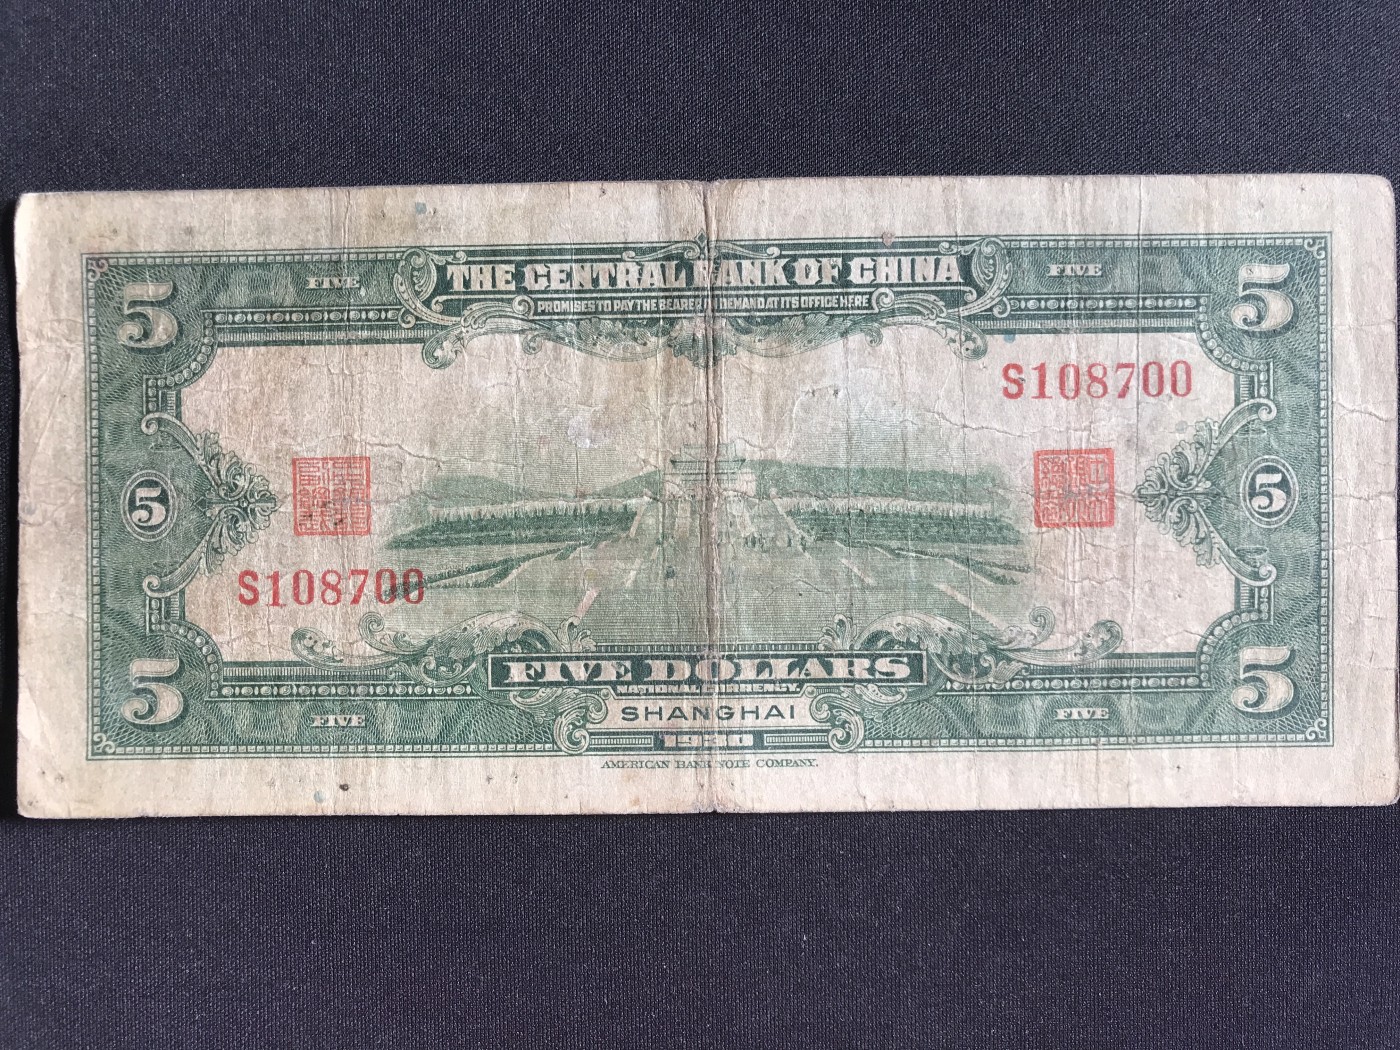 FIVE THE CENTRAL BANK OF CHINA FIVE
5 5
PROMISES TO PAY THE BEARER ON DEMAND AT ITS OFFICE HERE
S108700
5 5
S108700
5 5
FIVE DOLLARS
NATIONAL CURRENCY
FIVE SHANGHAI FIVE
1930
AMERICAN BANK NOTE COMPANY.